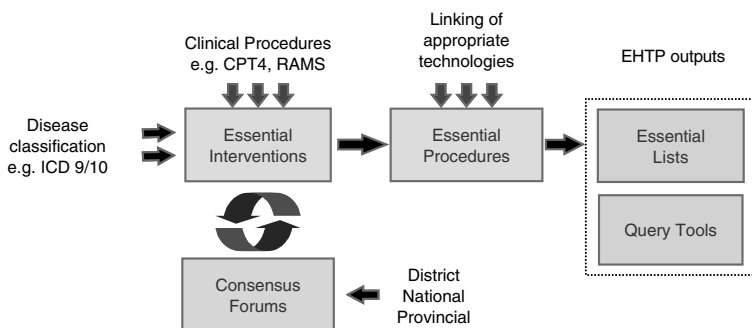 Clinical Procedures
e.g. CPT4, RAMS
Linking of
appropriate
technologies
EHTP outputs
Disease
classification
e.g. ICD 9/10
Essential
Interventions
Essential
Procedures
Essential
Lists
Query Tools
Consensus
Forums
District
National
Provincial